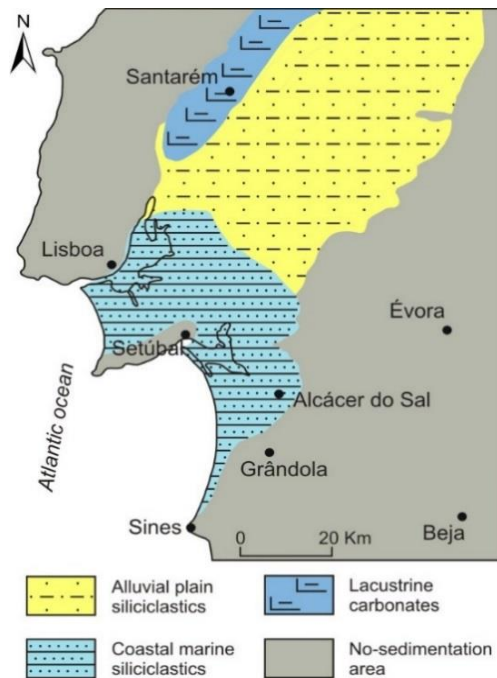 N
Santarém
Lisboa
Setúbal
Évora
Alcácer do Sal
Grândola
Atlantic ocean
Sines
0 20 Km
Beja
Alluvial plain
siliciclastics
Lacustrine
carbonates
Coastal marine
siliciclastics
No-sedimentation
area